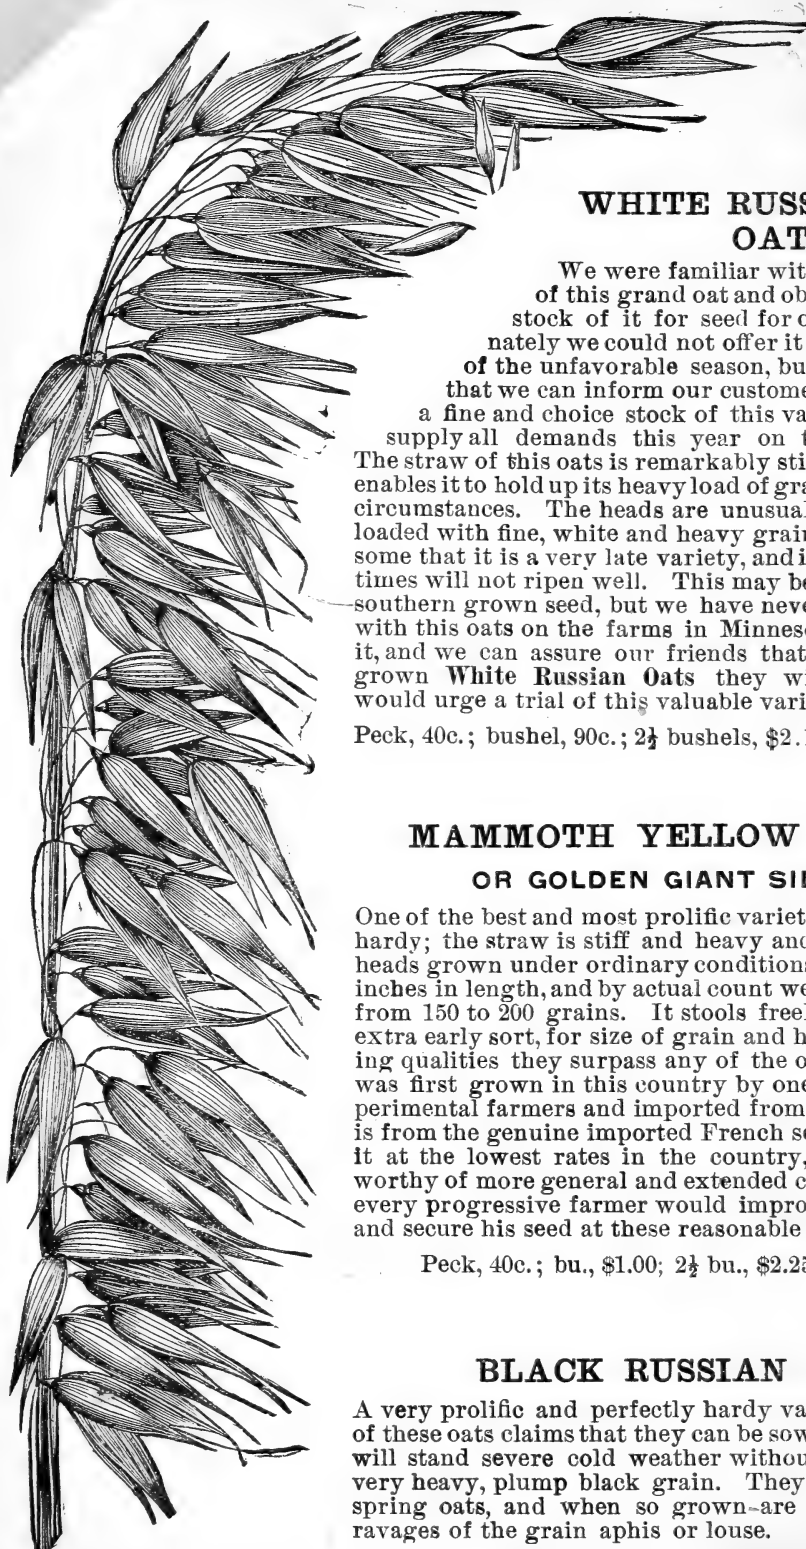 WHITE RUSS
OAT
We were familiar wit
of this grand oat and ob
stock of it for seed for
nately we could not offer it
of the unfavorable season, bu
that we can inform our custome
a fine and choice stock of this va
supply all demands this year on
The straw of this oats is remarkably sti
enables it to hold up its heavy load of gra
circumstances. The heads are unusual
loaded with fine, white and heavy grain
some that it is a very late variety, and i
times will not ripen well. This may be
southern grown seed, but we have neve
with this oats on the farms in Minnes
it, and we can assure our friends that
grown White Russian Oats they wi
would urge a trial of this valuable vari
Peck, 40c.; bushel, 90c.; 2½ bushels, $2.
MAMMOTH YELLOW
OR GOLDEN GIANT SI
One of the best and most prolific variet
hardy; the straw is stiff and heavy and
heads grown under ordinary conditions
inches in length, and by actual count we
from 150 to 200 grains. It stools free
extra early sort, for size of grain and h
ing qualities they surpass any of the o
was first grown in this country by one
perimental farmers and imported from
is from the genuine imported French se
it at the lowest rates in the country,
worthy of more general and extended c
every progressive farmer would impro
and secure his seed at these reasonable
Peck, 40c.; bu., $1.00; 2½ bu., $2.25
BLACK RUSSIAN
A very prolific and perfectly hardy va
of these oats claims that they can be sow
will stand severe cold weather withou
very heavy, plump black grain. They
spring oats, and when so grown are
ravages of the grain aphis or louse.